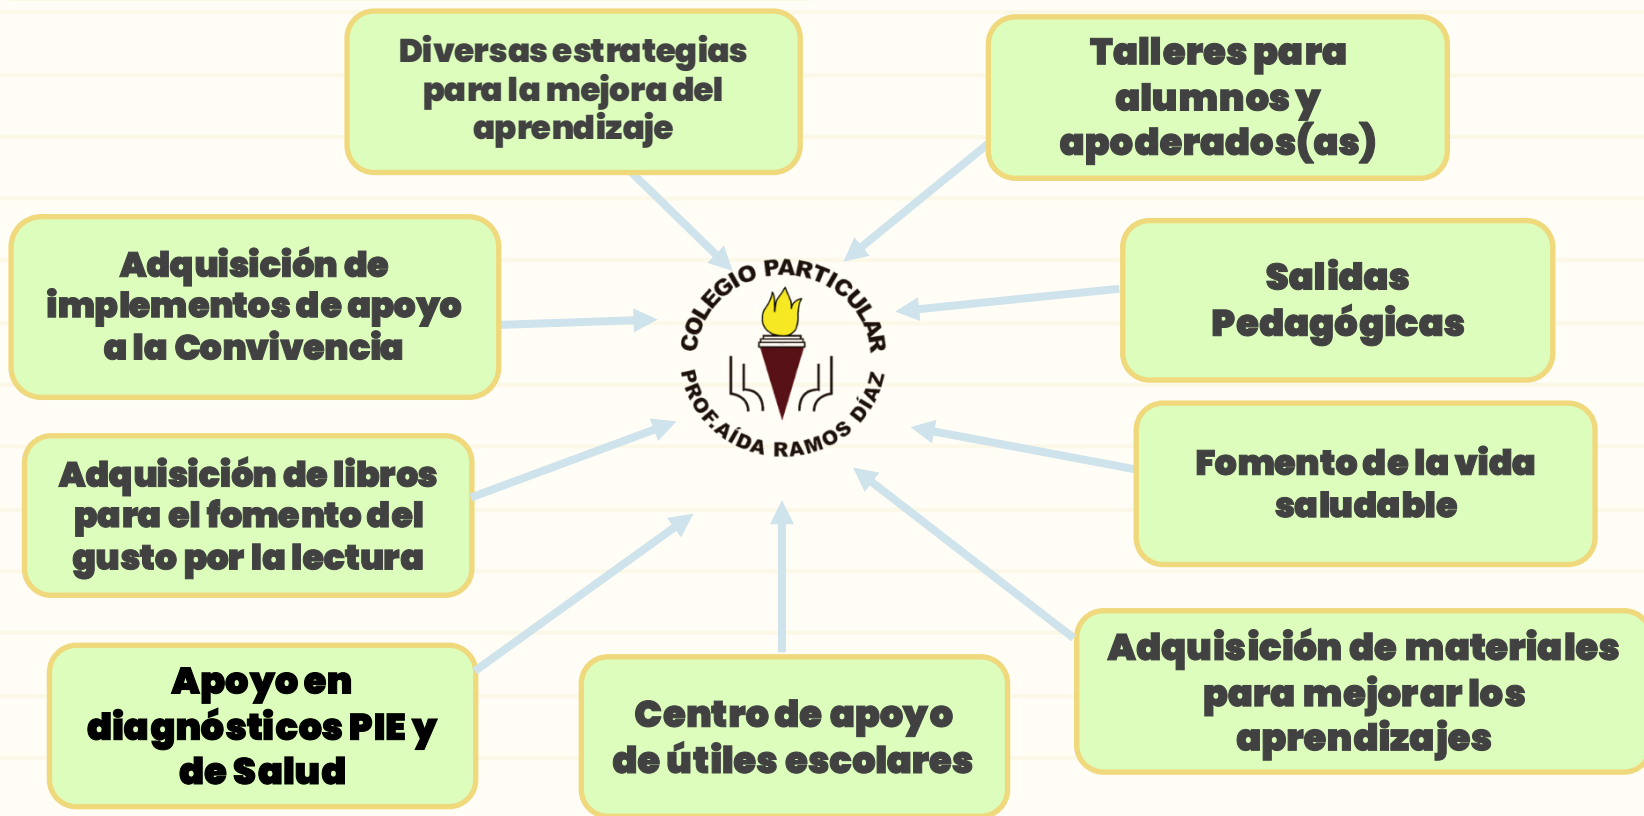 Diversas estrategias
para la mejora del
aprendizaje
Talleres para
alumnos y
apoderados(as)
Adquisición de
implementos de apoyo
a la Convivencia
COLEGIO PARTICULAR
PROF. AÍDA RAMOS DÍAZ
Salidas
Pedagógicas
Adquisición de libros
para el fomento del
gusto por la lectura
Fomento de la vida
saludable
Apoyo en
diagnósticos PIE y
de Salud
Centro de apoyo
de útiles escolares
Adquisición de materiales
para mejorar los
aprendizajes